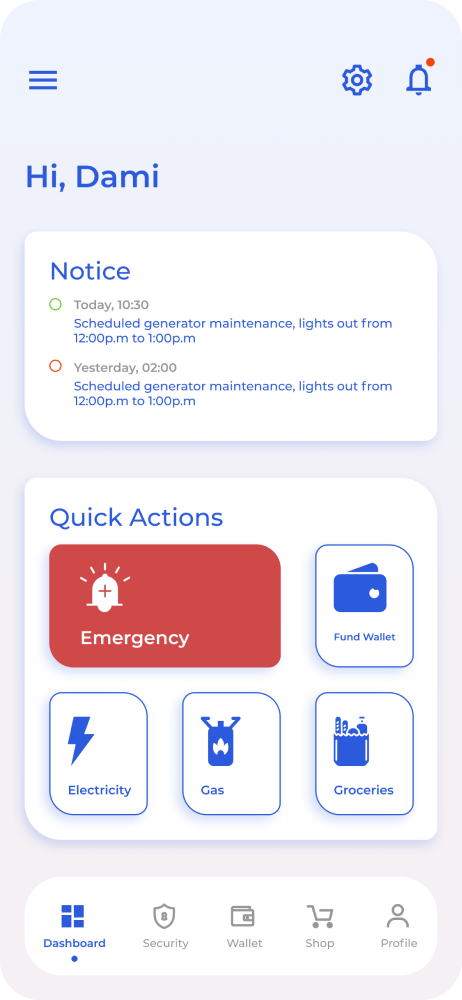 Hi, Dami
Notice
Today, 10:30
Scheduled generator maintenance, lights out from
12:00p.m to 1:00p.m
Yesterday, 02:00
Scheduled generator maintenance, lights out from
12:00p.m to 1:00p.m
Quick Actions
Emergency
Fund Wallet
Electricity
Gas
Groceries
Dashboard
Security
Wallet
Shop
Profile